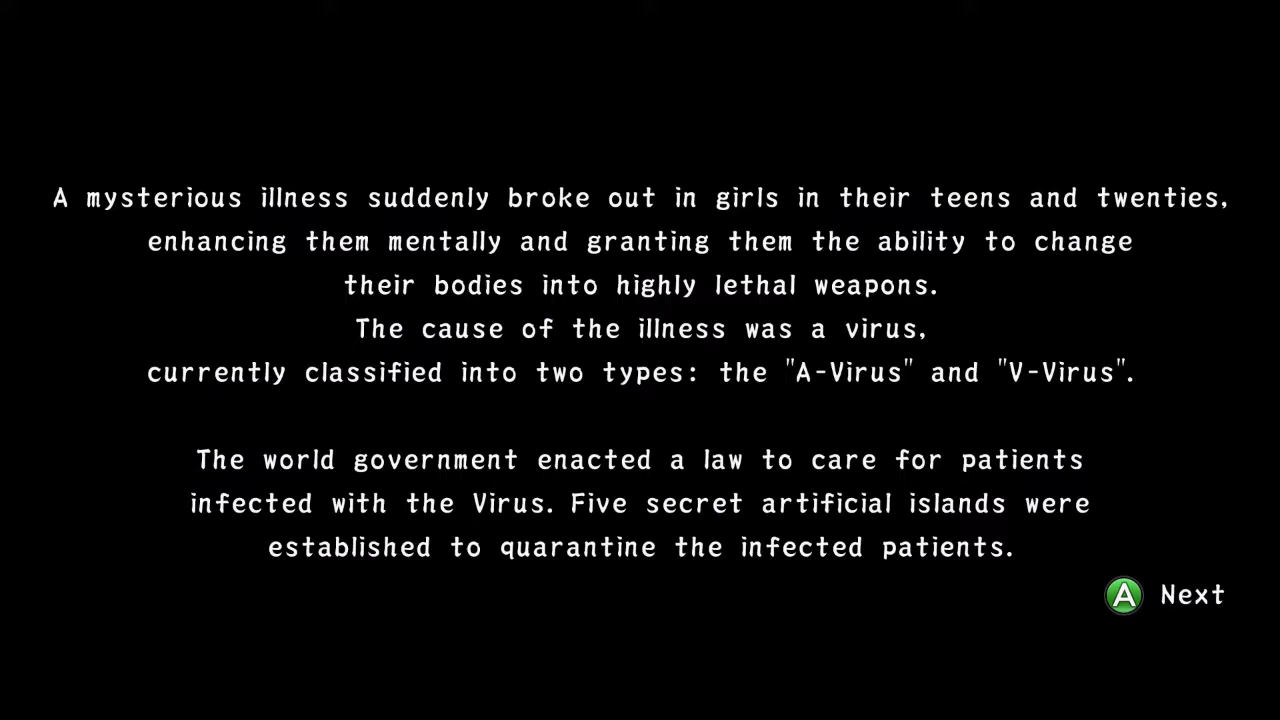 A mysterious illness suddenly broke out in girls in their teens and twenties,
enhancing them mentally and granting them the ability to change
their bodies into highly lethal weapons.
The cause of the illness was a virus,
currently classified into two types: the "A-Virus" and "V-Virus".
The world government enacted a law to care for patients
infected with the Virus. Five secret artificial islands were
established to quarantine the infected patients.
A Next